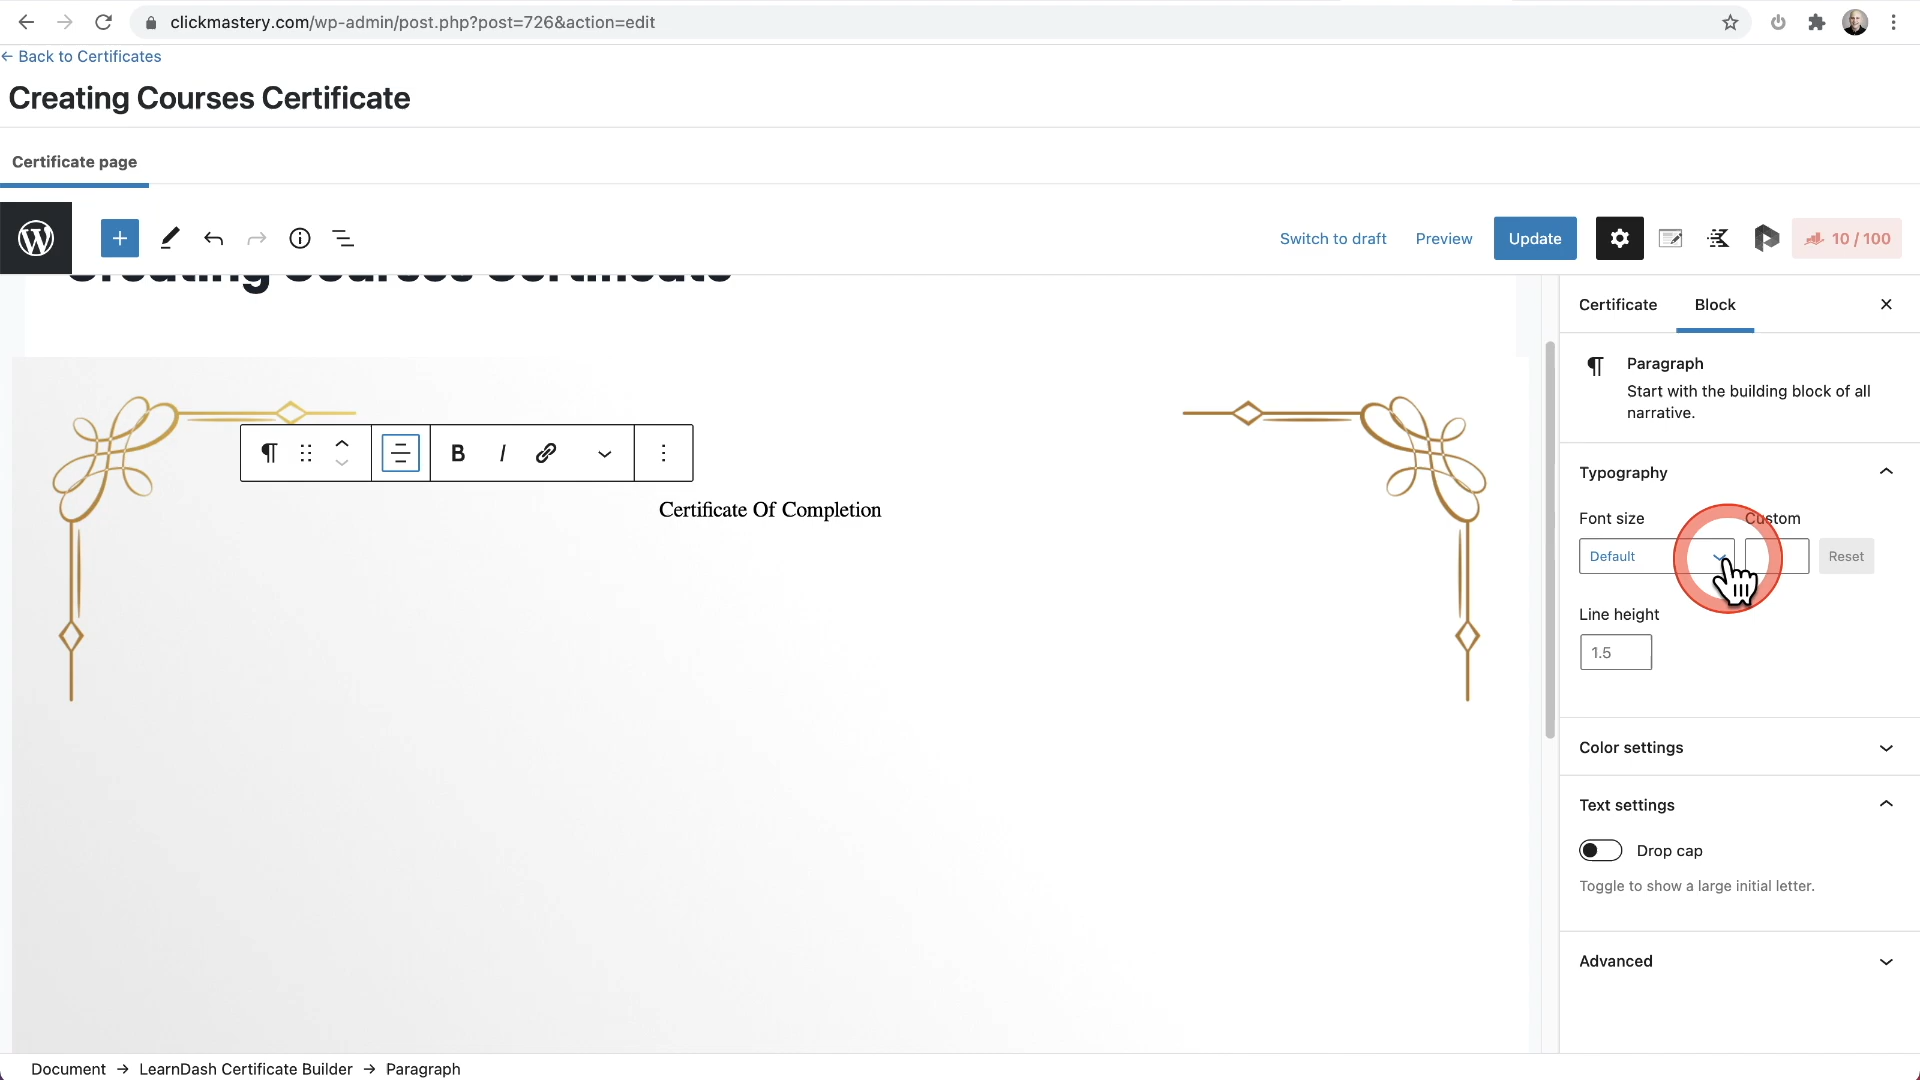 clickmastery.com/wp-admin/post.php?post=726&action=edit
← Back to Certificates
Creating Courses Certificate
Certificate page
Switch to draft
Preview
Update
10 / 100
Creating Courses Certificate
Certificate
Block
Paragraph
Start with the building block of all
narrative.
B I
Certificate Of Completion
Typography
Font size
Custom
Default
Reset
Line height
1.5
Color settings
Text settings
Drop cap
Toggle to show a large initial letter.
Advanced
Document → LearnDash Certificate Builder → Paragraph